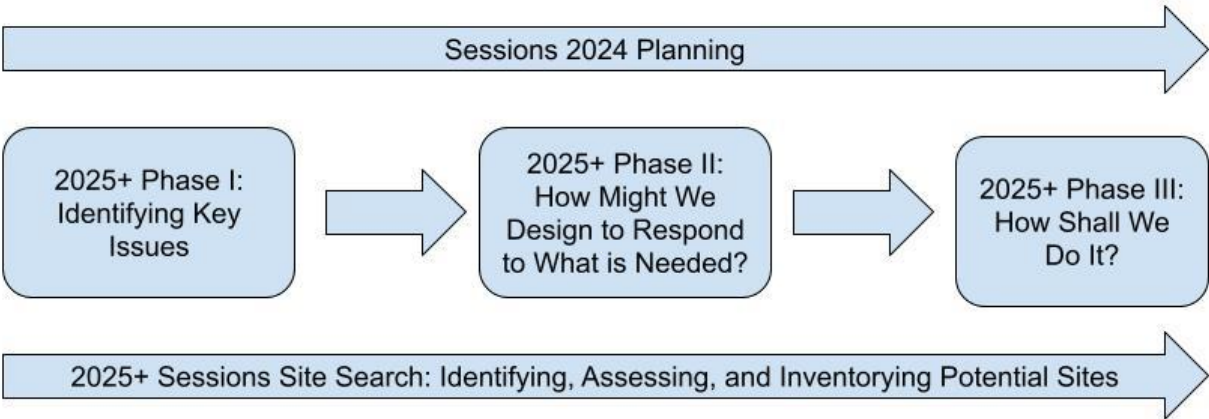 Sessions 2024 Planning
2025+ Phase I:
Identifying Key
Issues
2025+ Phase II:
How Might We
Design to Respond
to What is Needed?
2025+ Phase III:
How Shall We
Do It?
2025+ Sessions Site Search: Identifying, Assessing, and Inventorying Potential Sites